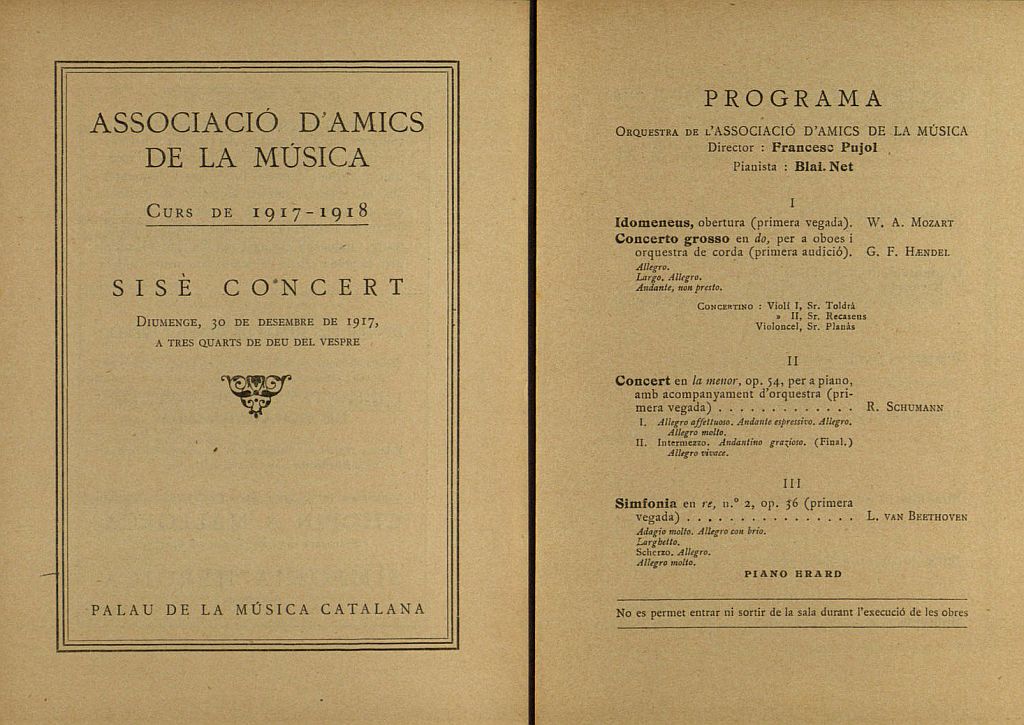 ASSOCIACIÓ D'AMICS
DE LA MÚSICA
CURS DE 1917-1918
SISÈ CONCERT
DIUMENGE, 30 DE DESEMBRE DE 1917,
A TRES QUARTS DE DEU DEL VESPRE
PALAU DE LA MÚSICA CATALANA
PROGRAMA
ORQUESTRA DE L'ASSOCIACIÓ D'AMICS DE LA MÚSICA
Director : Francesc Pujol
Pianista : Blai. Net
I
Idomeneus, obertura (primera vegada). W. A. MOZART
Concerto grosso en do, per a oboes i
orquestra de corda (primera audició). G. F. HÆNDEL
Allegro.
Largo. Allegro.
Andante, non presto.
CONCERTINO : Violí I, Sr. Toldrà
» II, Sr. Recasens
Violoncel, Sr. Planàs
II
Concert en la menor, op. 54, per a piano,
amb acompanyament d'orquestra (pri-
mera vegada) . . . . . . . . . . . . . R. SCHUMANN
I. Allegro affettuoso. Andante espressivo. Allegro.
Allegro molto.
II. Intermezzo. Andantino grazioso. (Final.)
Allegro vivace.
III
Simfonia en re, n.º 2, op. 36 (primera
vegada) . . . . . . . . . . . . . . . . L. VAN BEETHOVEN
Adagio molto. Allegro con brio.
Larghetto.
Scherzo. Allegro.
Allegro molto.
PIANO ERARD
No es permet entrar ni sortir de la sala durant l'execució de les obres